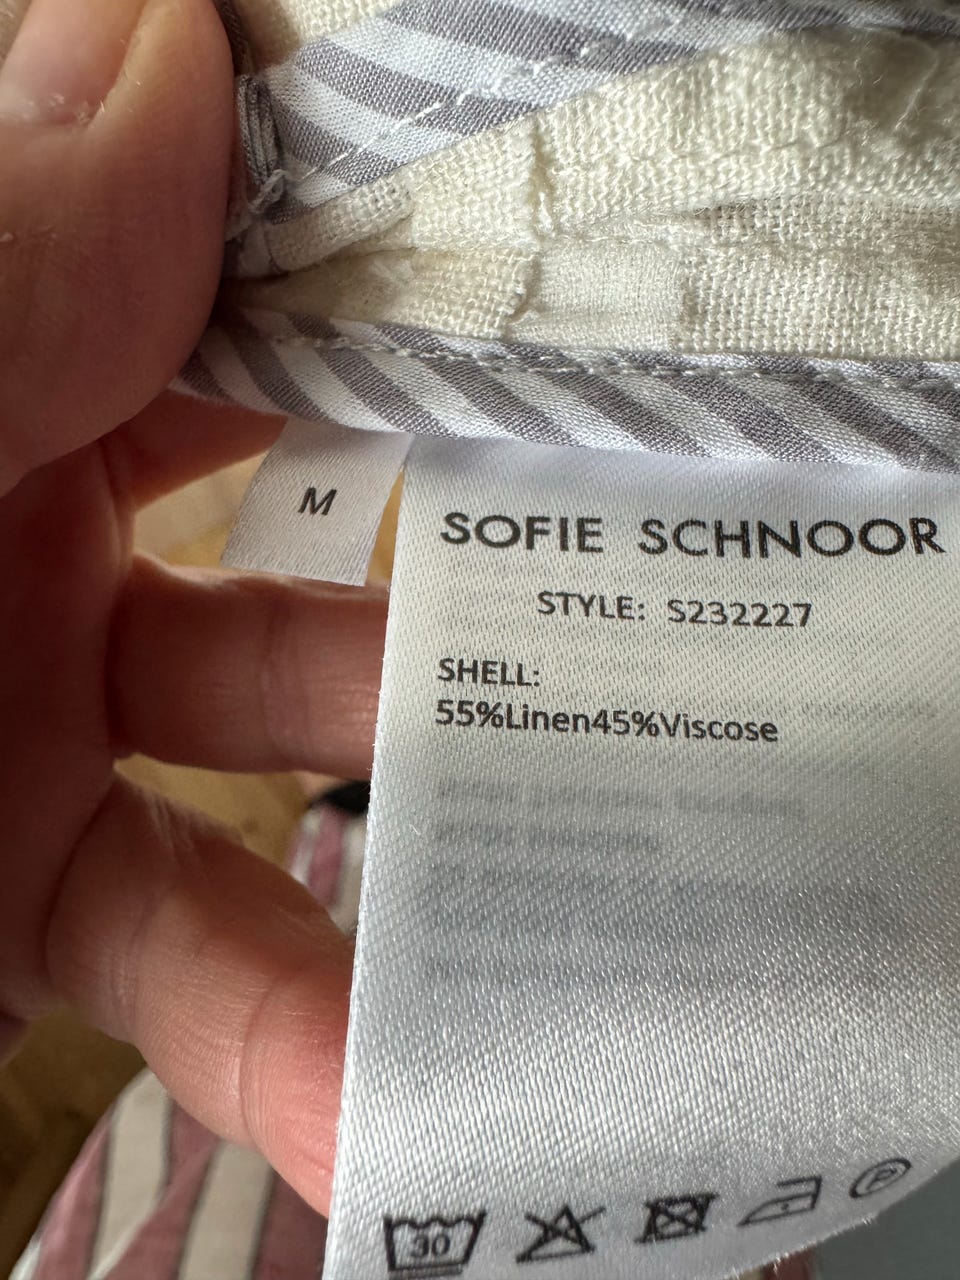 M
SOFIE SCHNOOR
STYLE: S232227
SHELL:
55%Linen45%Viscose
30
P